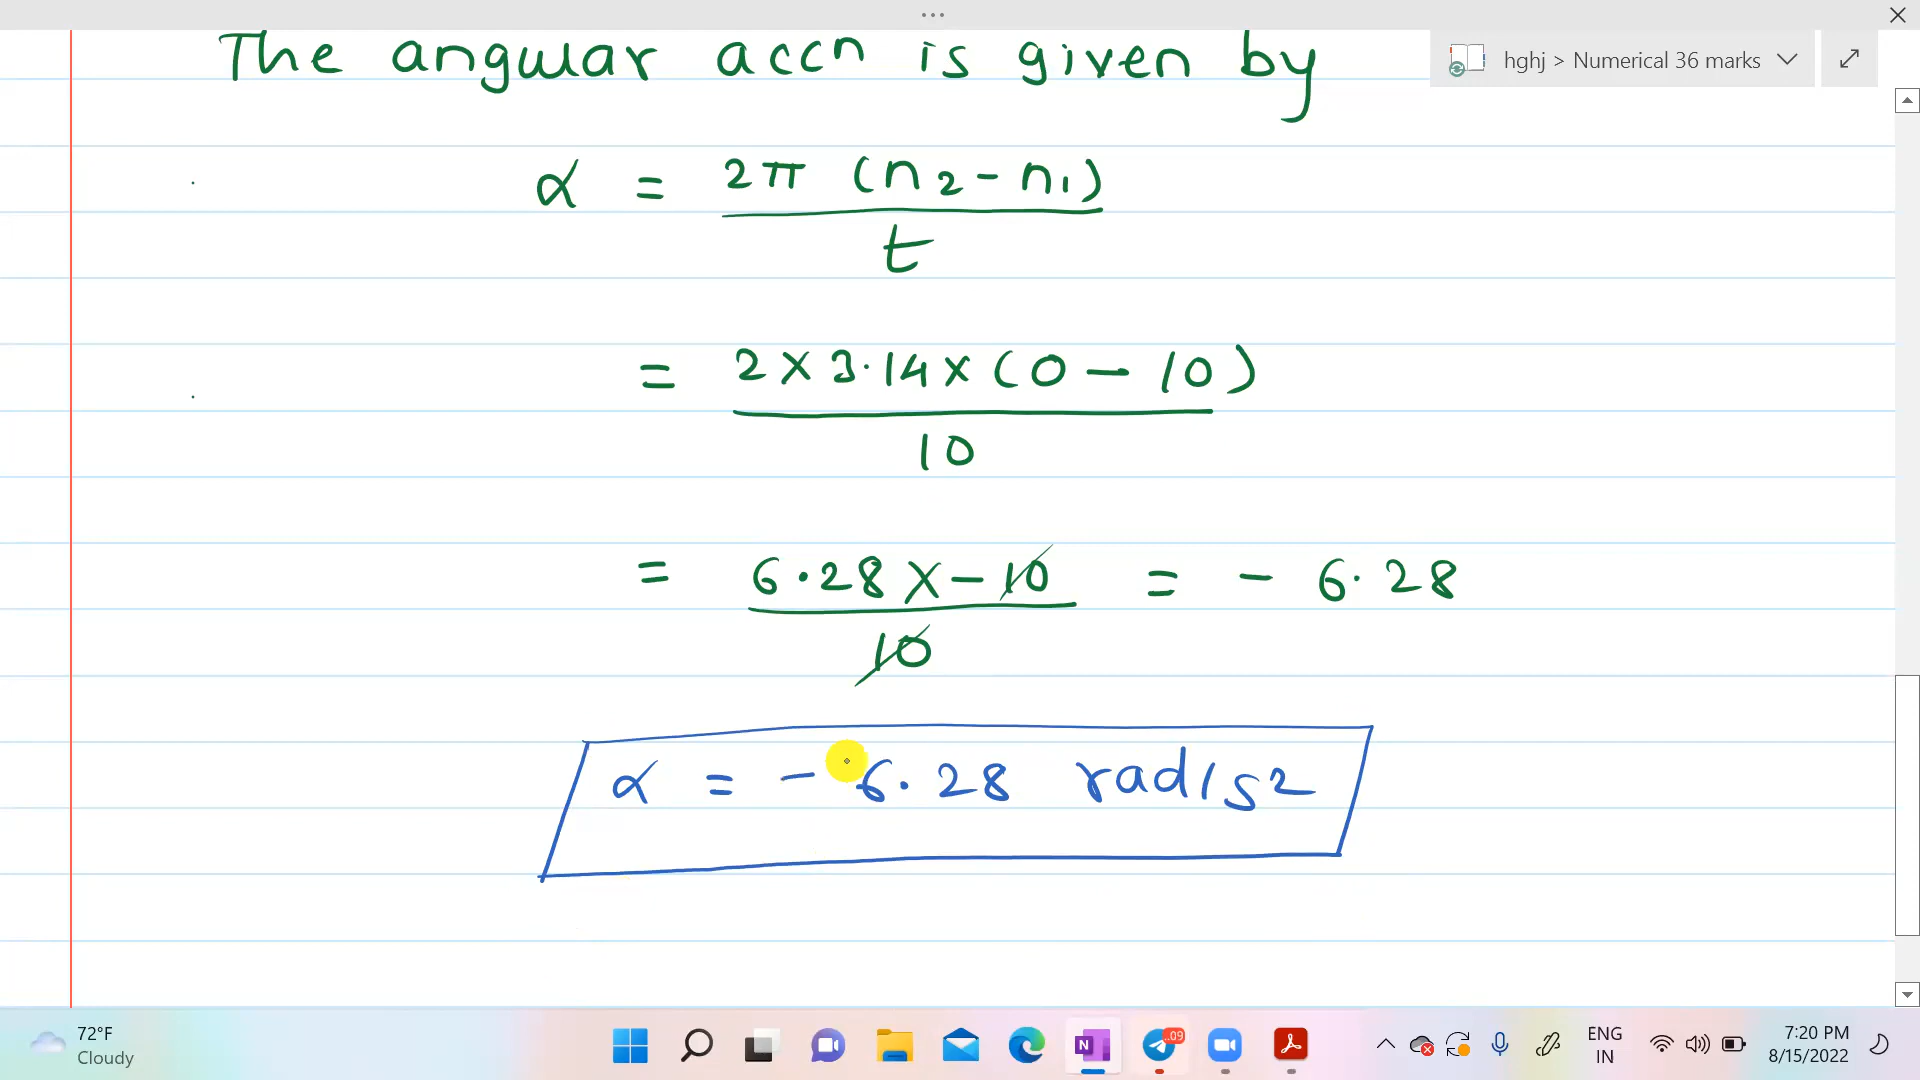 ...
hghj > Numerical 36 marks
The angular accn is given by
α = 2π (n2 - n1)
t
= 2 × 3.14 × (0 - 10)
10
= 6.28 × - 10 = - 6.28
10
α = - 6.28 rad/s2
72°F
Cloudy
N
..09
ENG
IN
7:20 PM
8/15/2022